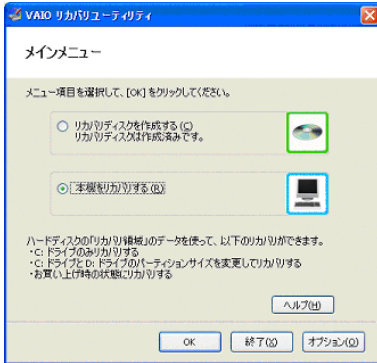 VAIO リカバリユーティリティ
メインメニュー
メニュー項目を選択して、[OK] をクリックしてください。
リカバリディスクを作成する(C)
リカバリディスクは作成済みです。
本機をリカバリする(R)
ハードディスクの「リカバリ領域」のデータを使って、以下のリカバリができます。
・C: ドライブのみリカバリする
・C: ドライブと D: ドライブのパーティションサイズを変更してリカバリする
・お買い上げ時の状態にリカバリする
ヘルプ(H)
OK 終了(X) オプション(O)